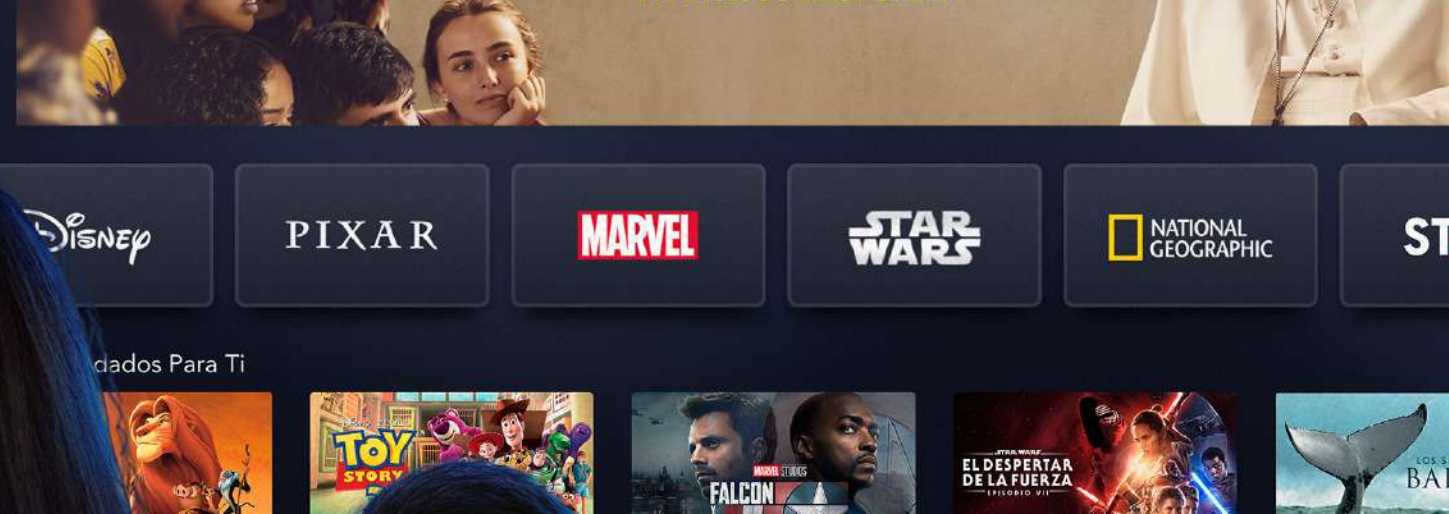 DISNEY
PIXAR
MARVEL
STAR
WARS
NATIONAL
GEOGRAPHIC
ST
dados Para Ti
TOY
STORY
MARVEL STUDIOS
FALCON
STAR WARS
EL DESPERTAR
DE LA FUERZA
EPISODIO VII
LOS S
BAL